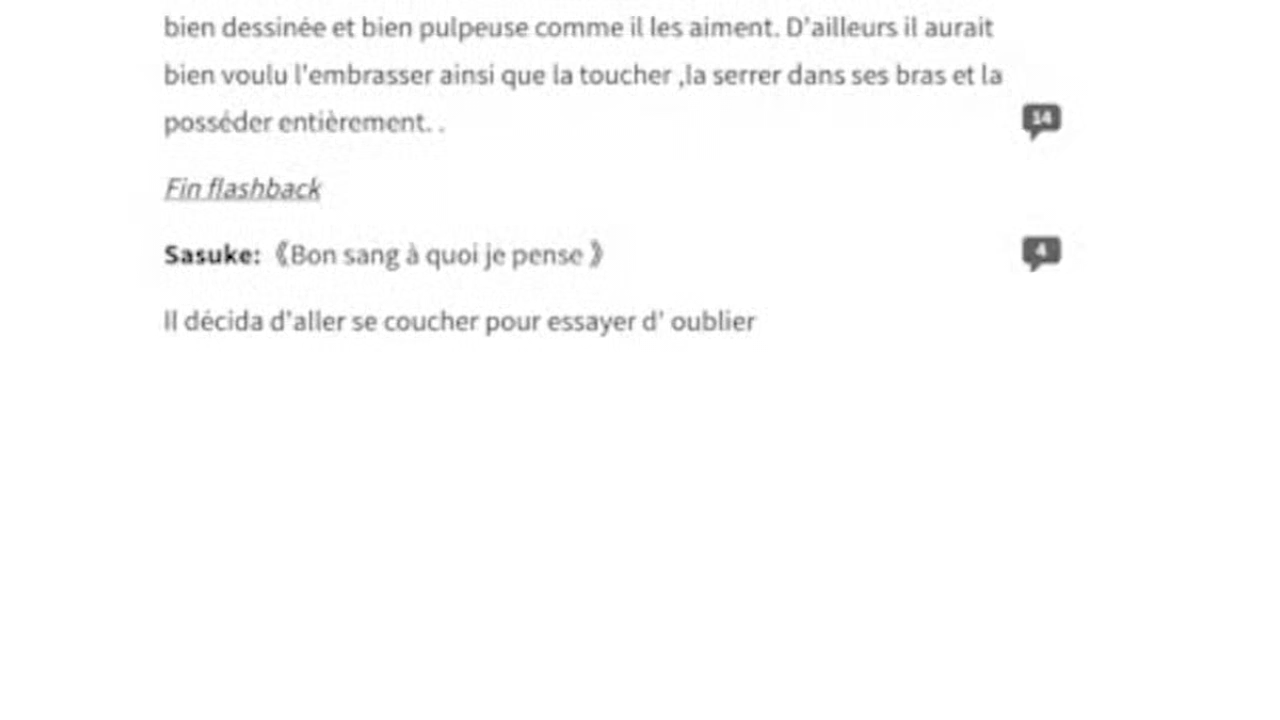 bien dessinée et bien pulpeuse comme il les aiment. D'ailleurs il aurait
bien voulu l'embrasser ainsi que la toucher ,la serrer dans ses bras et la
posséder entièrement. .
14
Fin flashback
Sasuke: 《Bon sang à quoi je pense 》
4
Il décida d'aller se coucher pour essayer d' oublier